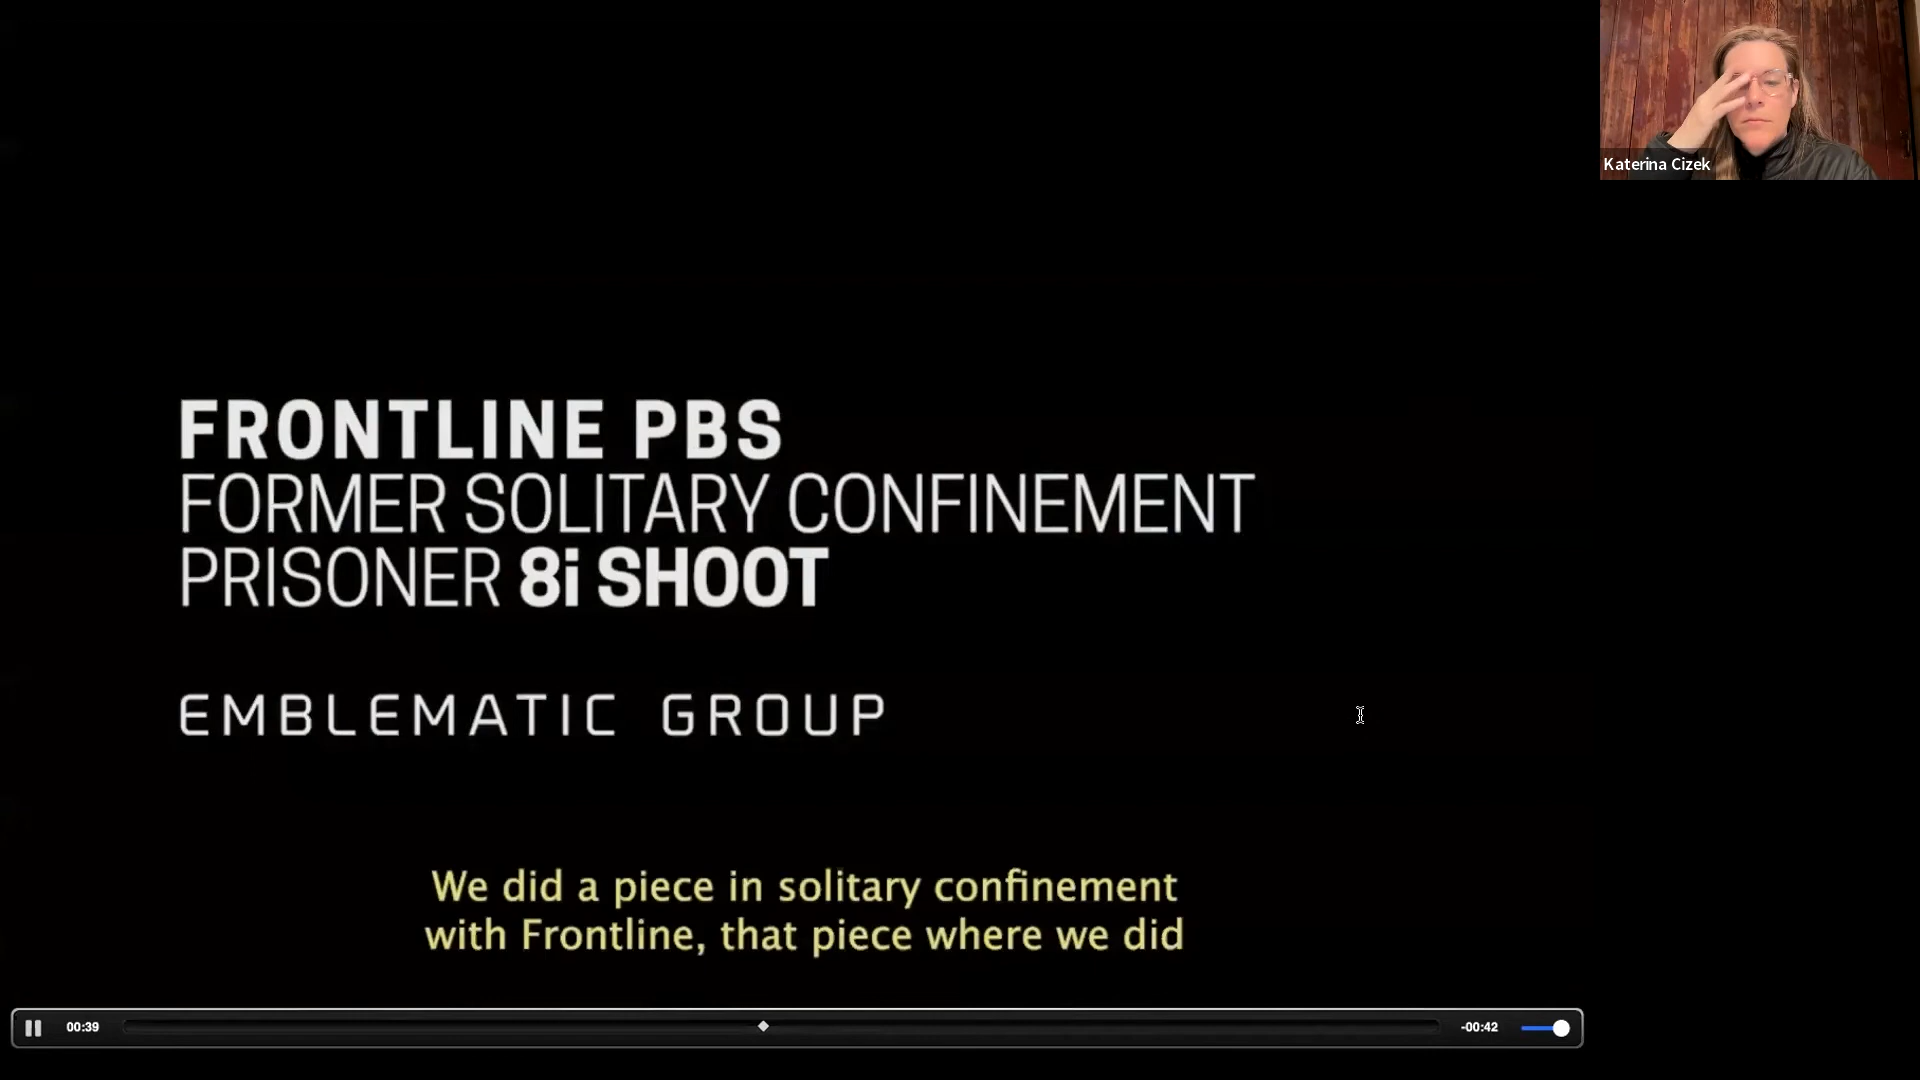 Katerina Cizek
FRONTLINE PBS
FORMER SOLITARY CONFINEMENT
PRISONER 8i SHOOT
EMBLEMATIC GROUP
We did a piece in solitary confinement
with Frontline, that piece where we did
00:39
-00:42